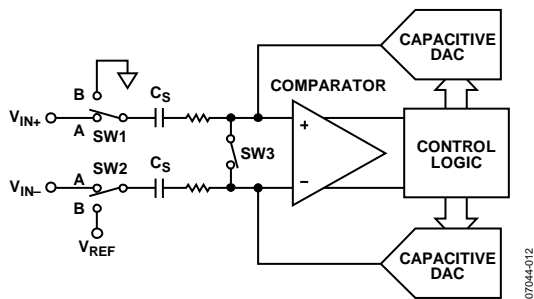 CAPACITIVE
DAC
COMPARATOR
B
CS
VIN+
A
SW1
+
SW3
CONTROL
LOGIC
SW2
CS
VIN–
A
–
B
VREF
CAPACITIVE
DAC
07044-012